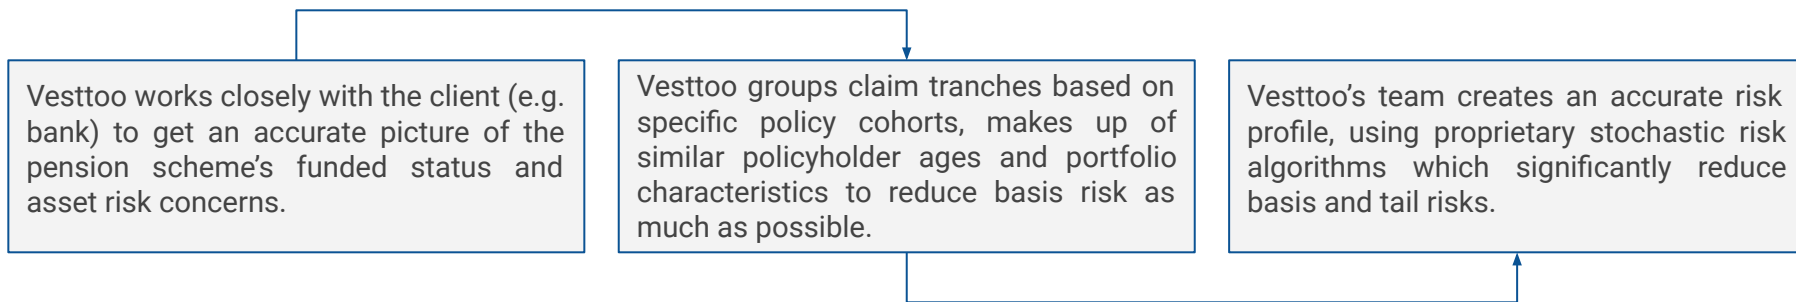 Vesttoo works closely with the client (e.g.
bank) to get an accurate picture of the
pension scheme’s funded status and
asset risk concerns.
Vesttoo groups claim tranches based on
specific policy cohorts, makes up of
similar policyholder ages and portfolio
characteristics to reduce basis risk as
much as possible.
Vesttoo’s team creates an accurate risk
profile, using proprietary stochastic risk
algorithms which significantly reduce
basis and tail risks.